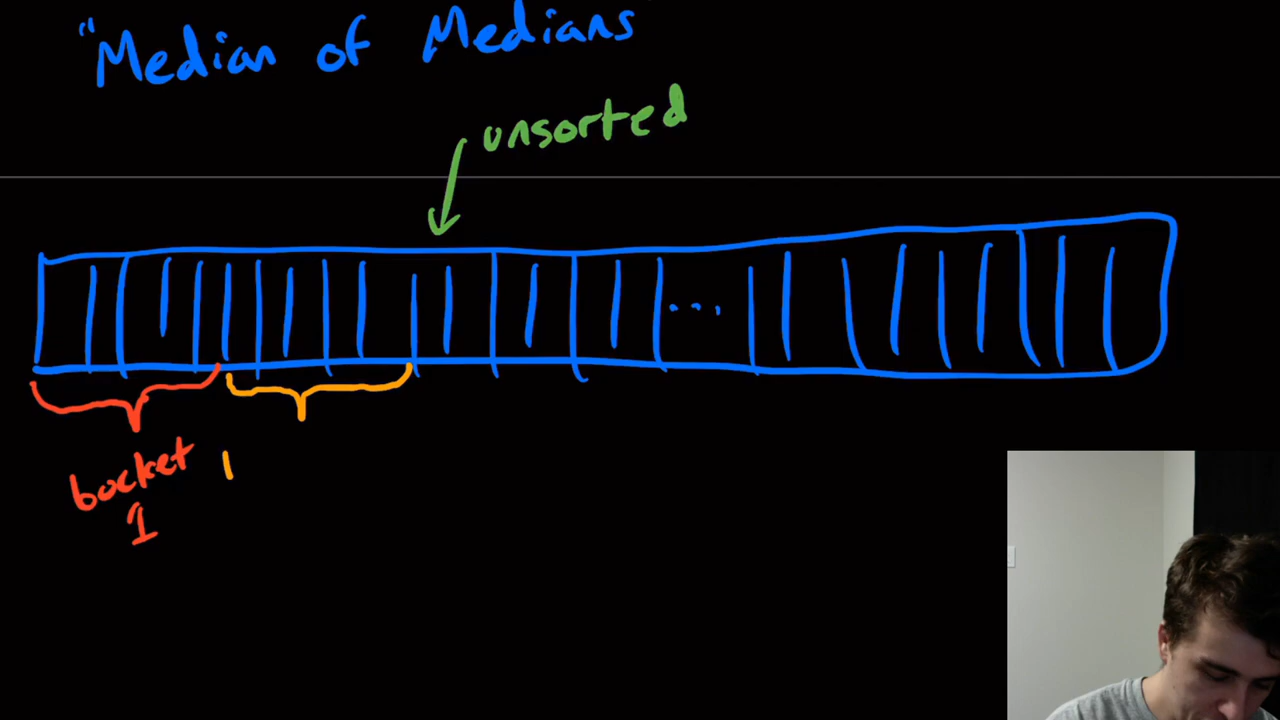 "Median of Medians"
unsorted
...
bucket
1